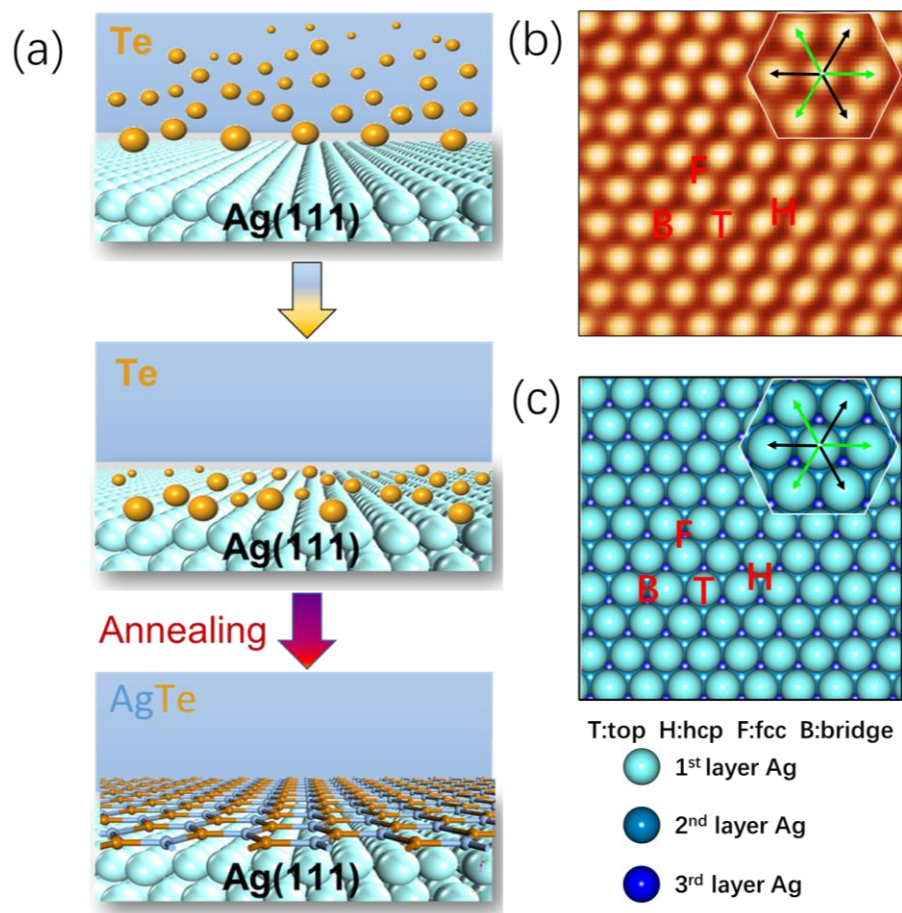 (a)
Te
Ag(111)
Te
Ag(111)
Annealing
AgTe
Ag(111)
(b)
F
B T H
(c)
F
B T H
T:top H:hcp F:fcc B:bridge
1st layer Ag
2nd layer Ag
3rd layer Ag